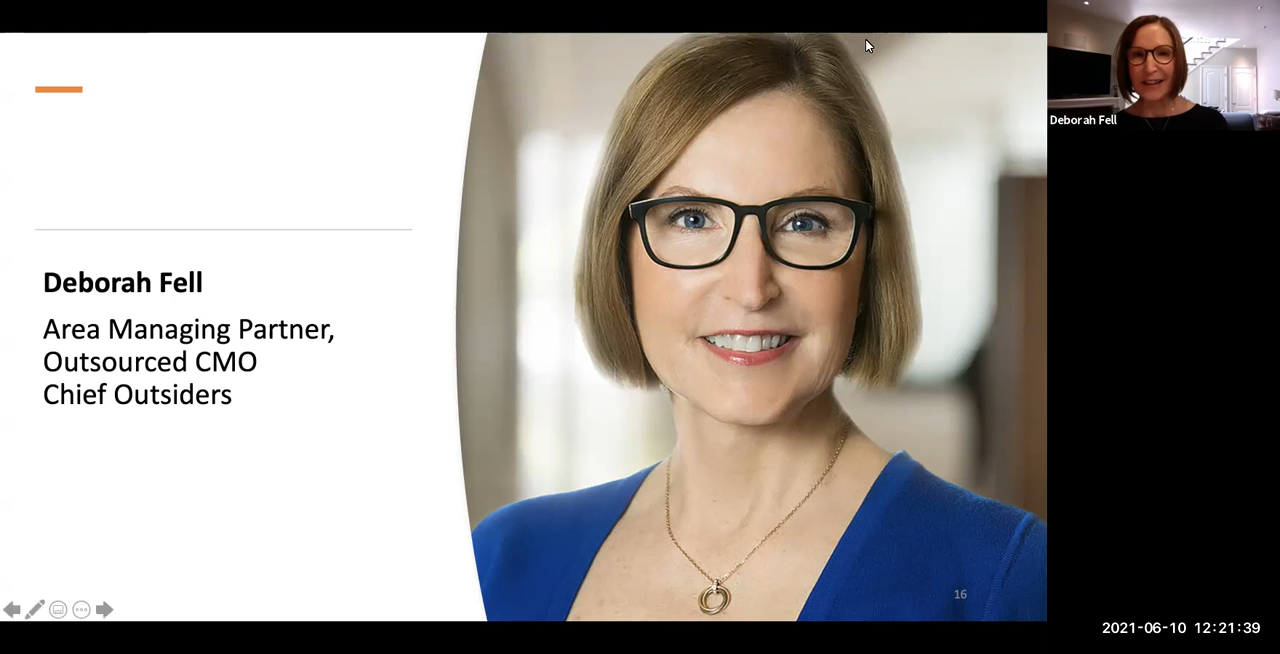 Deborah Fell
Area Managing Partner,
Outsourced CMO
Chief Outsiders
16
Deborah Fell
2021-06-10 12:21:39